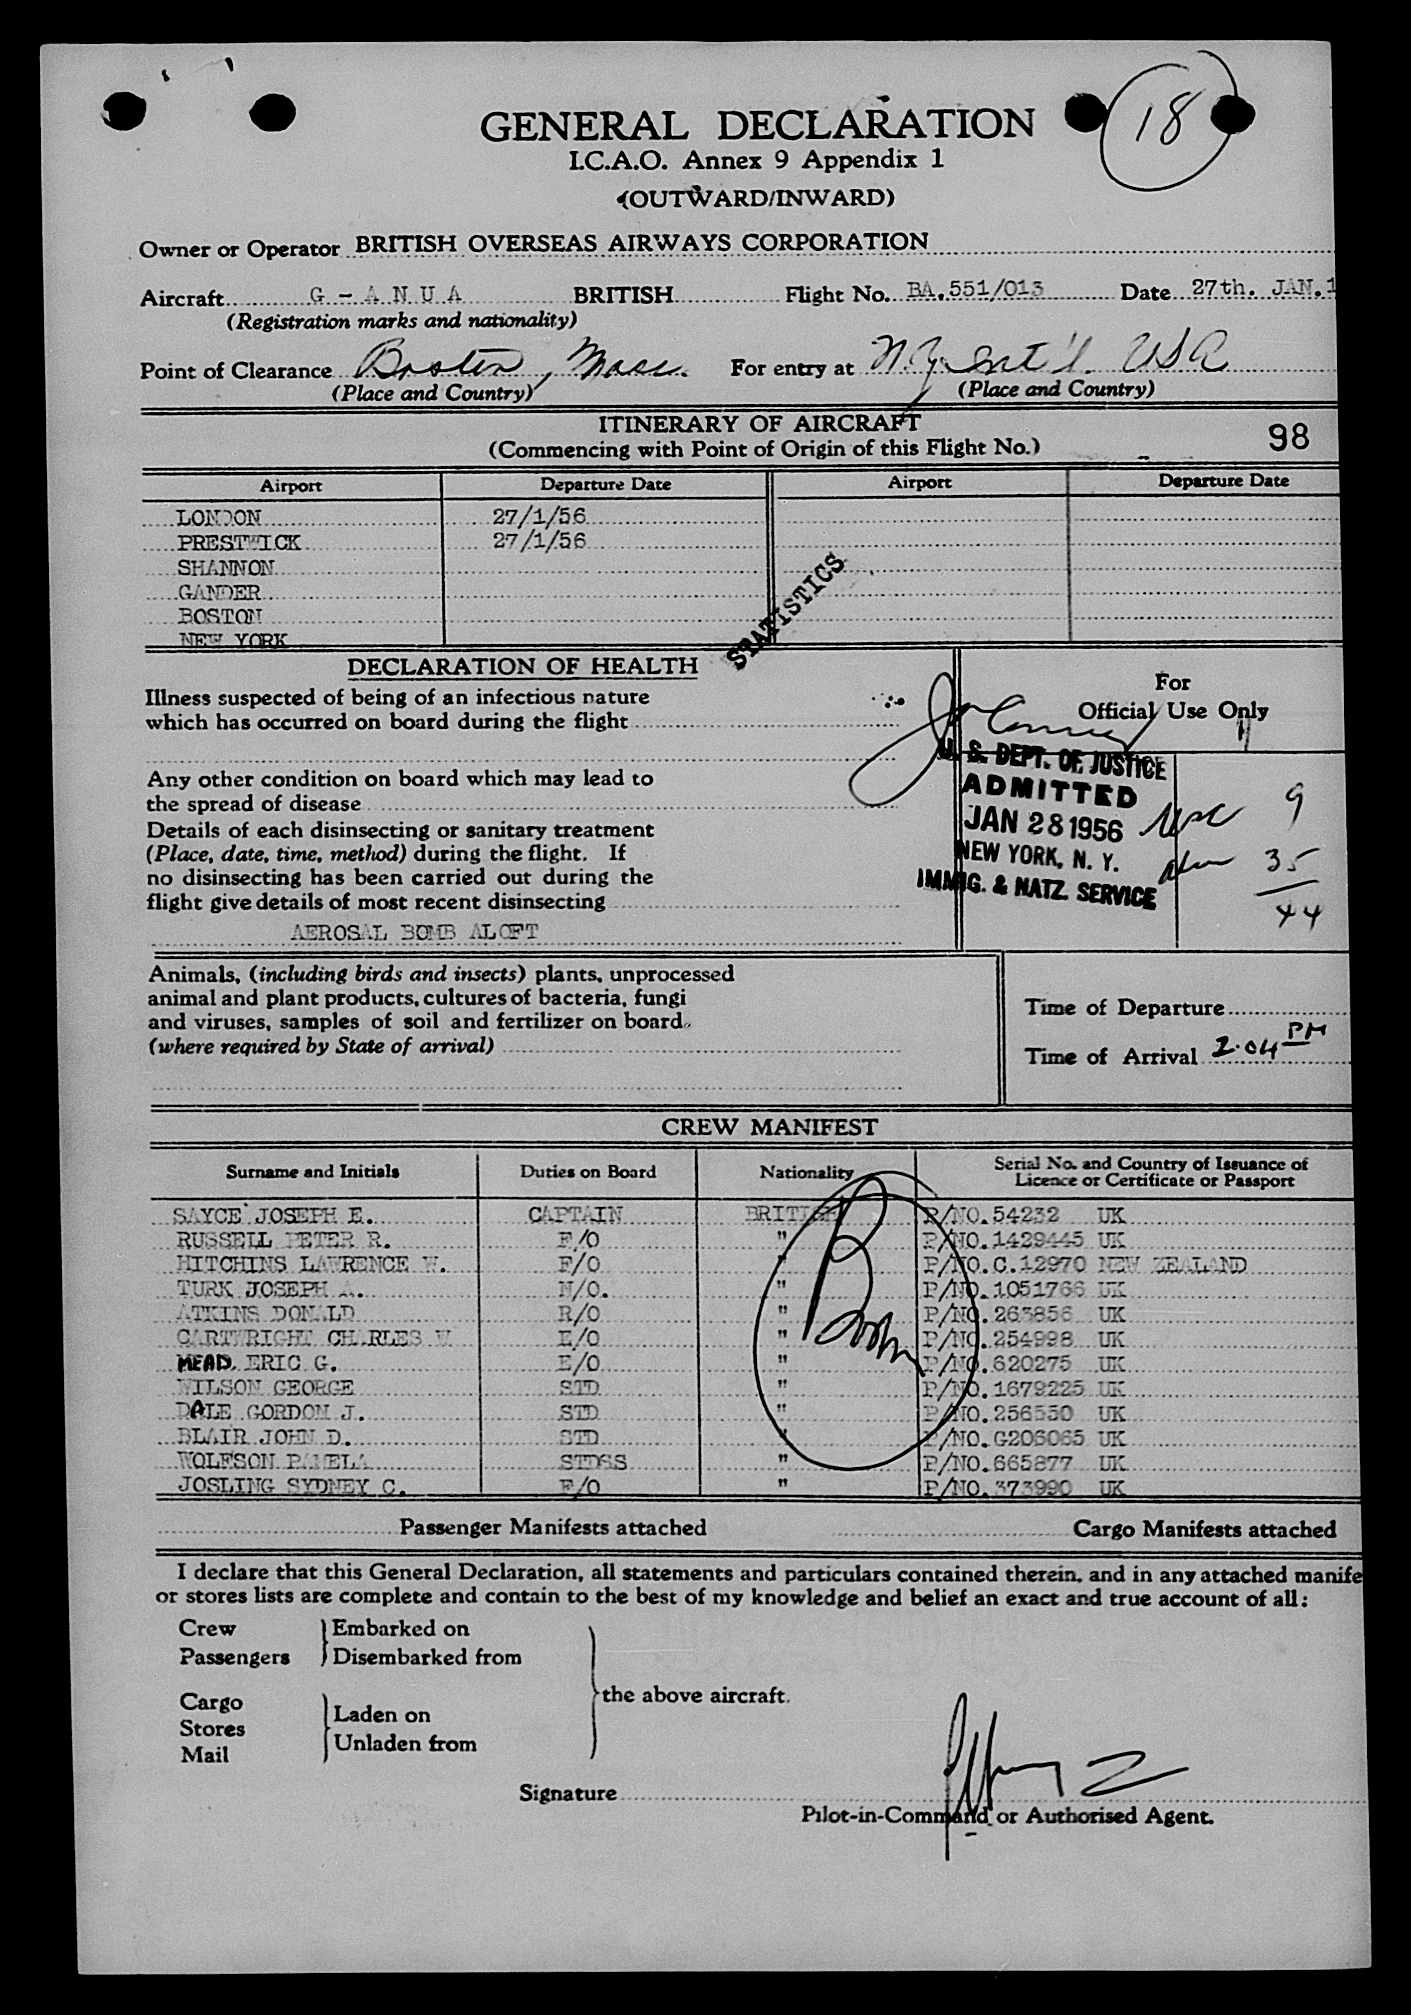 18
GENERAL DECLARATION
I.C.A.O. Annex 9 Appendix 1
(OUTWARD/INWARD)
Owner or Operator BRITISH OVERSEAS AIRWAYS CORPORATION
Aircraft G - A N U A BRITISH Flight No. BA.551/013 Date 27th. JAN.1
(Registration marks and nationality)
Point of Clearance Boston, Mass. For entry at N.Y. Int'l. USA
(Place and Country) (Place and Country)
ITINERARY OF AIRCRAFT
(Commencing with Point of Origin of this Flight No.) 98
Airport Departure Date Airport Departure Date
LONDON 27/1/56
PRESTWICK 27/1/56
SHANNON
GANDER
BOSTON
NEW YORK
STATISTICS
DECLARATION OF HEALTH
Illness suspected of being of an infectious nature
which has occurred on board during the flight
Any other condition on board which may lead to
the spread of disease
Details of each disinsecting or sanitary treatment
(Place, date, time, method) during the flight. If
no disinsecting has been carried out during the
flight give details of most recent disinsecting
AEROSAL BOMB ALOFT
For
Official Use Only
U. S. DEPT. OF JUSTICE
ADMITTED
JAN 28 1956
NEW YORK, N. Y.
IMMIG. & NATZ. SERVICE
USC 9
alien 35
44
Animals, (including birds and insects) plants, unprocessed
animal and plant products, cultures of bacteria, fungi
and viruses, samples of soil and fertilizer on board.
(where required by State of arrival)
Time of Departure
Time of Arrival 2.04 PM
CREW MANIFEST
Surname and Initials Duties on Board Nationality Serial No. and Country of Issuance of
Licence or Certificate or Passport
SAYCE JOSEPH E. CAPTAIN BRITISH P/NO.54232 UK
RUSSELL PETER R. F/O " P/NO.1429445 UK
HITCHINS LAWRENCE W. F/O " P/NO.C.12970 NEW ZEALAND
TURK JOSEPH A. N/O. " P/NO.1051766 UK
ATKINS DONALD R/O " P/NO.263856 UK
CARTWRIGHT CHARLES W E/O " P/NO.254998 UK
MEAD ERIC G. E/O " P/NO.620275 UK
WILSON GEORGE STD " P/NO.1679225 UK
DALE GORDON J. STD " P/NO.256550 UK
BLAIR JOHN D. STD " P/NO.G206065 UK
WOLFSON PAMELA STDSS " P/NO.665877 UK
JOSLING SYDNEY C. F/O " P/NO.373990 UK
Passenger Manifests attached Cargo Manifests attached
I declare that this General Declaration, all statements and particulars contained therein, and in any attached manife
or stores lists are complete and contain to the best of my knowledge and belief an exact and true account of all:
Crew Embarked on
Passengers Disembarked from
the above aircraft.
Cargo
Stores Laden on
Mail Unladen from
Signature
Pilot-in-Command or Authorised Agent.